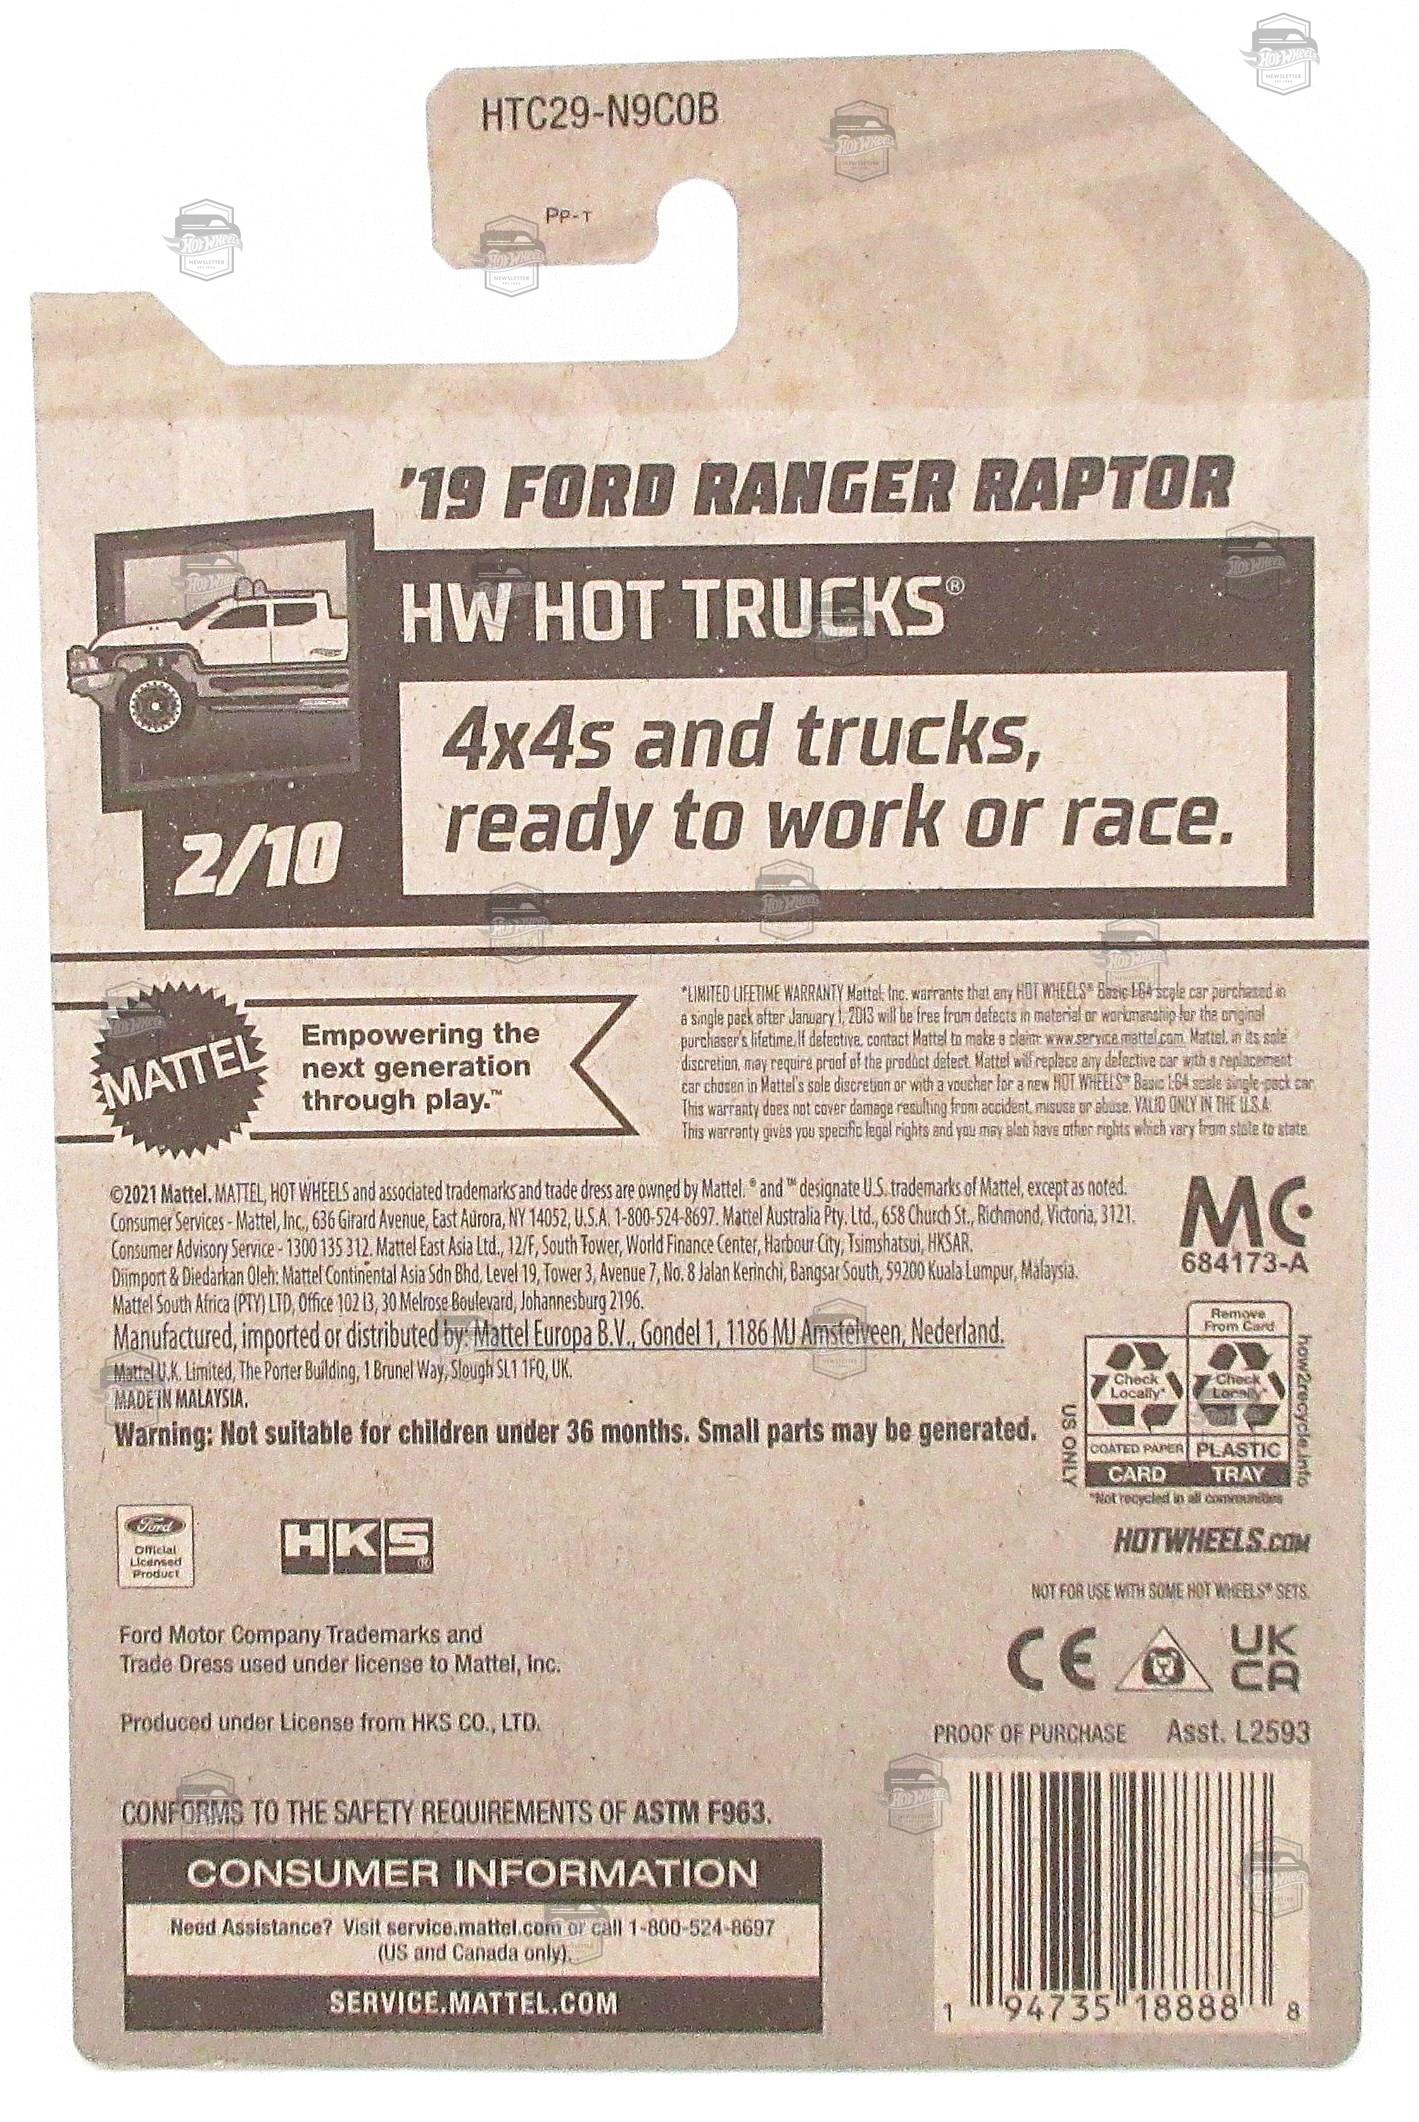 HTC29-N9C0B
PP-T
'19 FORD RANGER RAPTOR
HW HOT TRUCKS®
4x4s and trucks,
ready to work or race.
2/10
MATTEL
Empowering the
next generation
through play.™
*LIMITED LIFETIME WARRANTY Mattel, Inc. warrants that any HOT WHEELS® Basic 1:64 scale car purchased in
a single pack after January 1, 2013 will be free from defects in material or workmanship for the original
purchaser's lifetime. If defective, contact Mattel to make a claim: www.service.mattel.com. Mattel, in its sole
discretion, may require proof of the product defect. Mattel will replace any defective car with a replacement
car chosen in Mattel's sole discretion or with a voucher for a new HOT WHEELS® Basic 1:64 scale single-pack car.
This warranty does not cover damage resulting from accident, misuse or abuse. VALID ONLY IN THE U.S.A.
This warranty gives you specific legal rights and you may also have other rights which vary from state to state.
©2021 Mattel. MATTEL, HOT WHEELS and associated trademarks and trade dress are owned by Mattel. ® and ™ designate U.S. trademarks of Mattel, except as noted.
Consumer Services - Mattel, Inc., 636 Girard Avenue, East Aurora, NY 14052, U.S.A. 1-800-524-8697. Mattel Australia Pty. Ltd., 658 Church St., Richmond, Victoria, 3121.
Consumer Advisory Service - 1300 135 312. Mattel East Asia Ltd., 12/F, South Tower, World Finance Center, Harbour City, Tsimshatsui, HKSAR.
Diimport & Diedarkan Oleh: Mattel Continental Asia Sdn Bhd. Level 19, Tower 3, Avenue 7, No. 8 Jalan Kerinchi, Bangsar South, 59200 Kuala Lumpur, Malaysia.
Mattel South Africa (PTY) LTD, Office 102 I3, 30 Melrose Boulevard, Johannesburg 2196.
Manufactured, imported or distributed by: Mattel Europa B.V., Gondel 1, 1186 MJ Amstelveen, Nederland.
Mattel U.K. Limited, The Porter Building, 1 Brunel Way, Slough SL1 1FQ, UK.
MADE IN MALAYSIA.
Warning: Not suitable for children under 36 months. Small parts may be generated.
MC
684173-A
Remove
From Card
Check
Locally*
Check
Locally*
COATED PAPER
PLASTIC
CARD
TRAY
US ONLY
how2recycle.info
*Not recycled in all communities
HOTWHEELS.COM
NOT FOR USE WITH SOME HOT WHEELS® SETS.
Ford
Official
Licensed
Product
HKS®
Ford Motor Company Trademarks and
Trade Dress used under license to Mattel, Inc.
Produced under License from HKS CO., LTD.
CE
UK
CA
PROOF OF PURCHASE Asst. L2593
CONFORMS TO THE SAFETY REQUIREMENTS OF ASTM F963.
CONSUMER INFORMATION
Need Assistance? Visit service.mattel.com or call 1-800-524-8697
(US and Canada only).
SERVICE.MATTEL.COM
1 94735 18888 8
Hot Wheels
NEWSLETTER